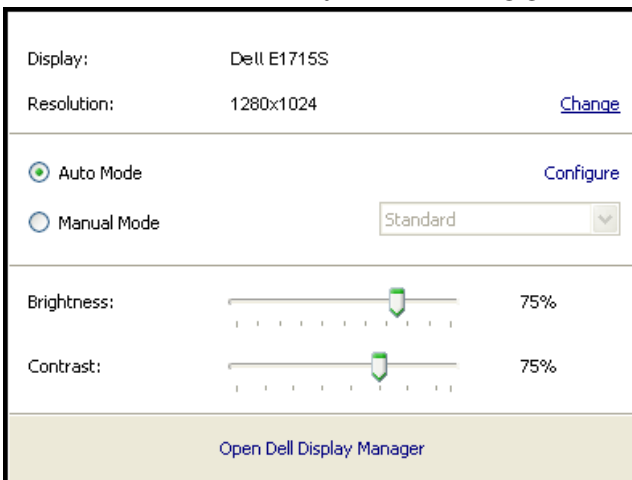 Display: Dell E1715S
Resolution: 1280x1024 Change
Auto Mode Configure
Manual Mode Standard
Brightness: 75%
Contrast: 75%
Open Dell Display Manager